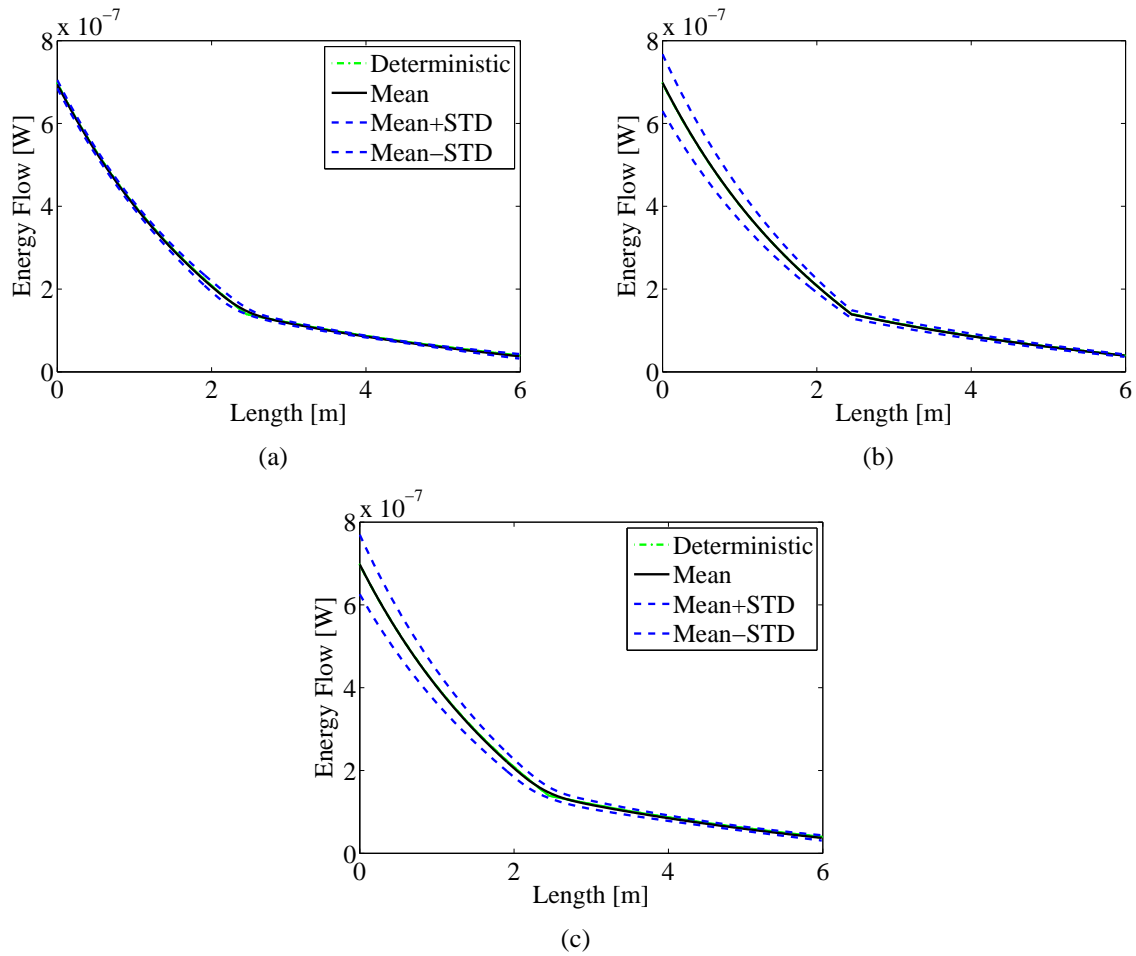 x 10−7
8
6
4
2
0
Energy Flow [W]
0 2 4 6
Length [m]
Deterministic
Mean
Mean+STD
Mean−STD
(a)
x 10−7
8
6
4
2
0
Energy Flow [W]
0 2 4 6
Length [m]
(b)
x 10−7
8
6
4
2
0
Energy Flow [W]
0 2 4 6
Length [m]
Deterministic
Mean
Mean+STD
Mean−STD
(c)